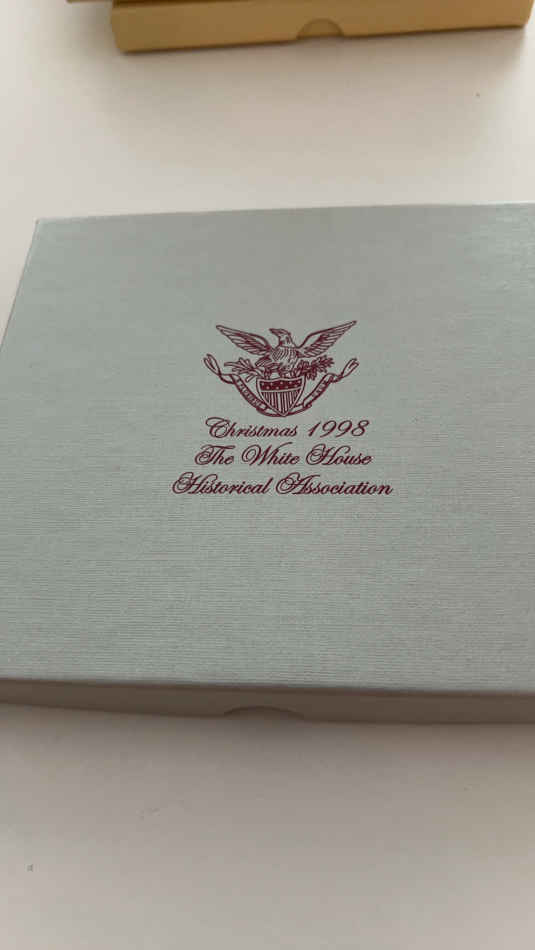 Christmas 1998
The White House
Historical Association